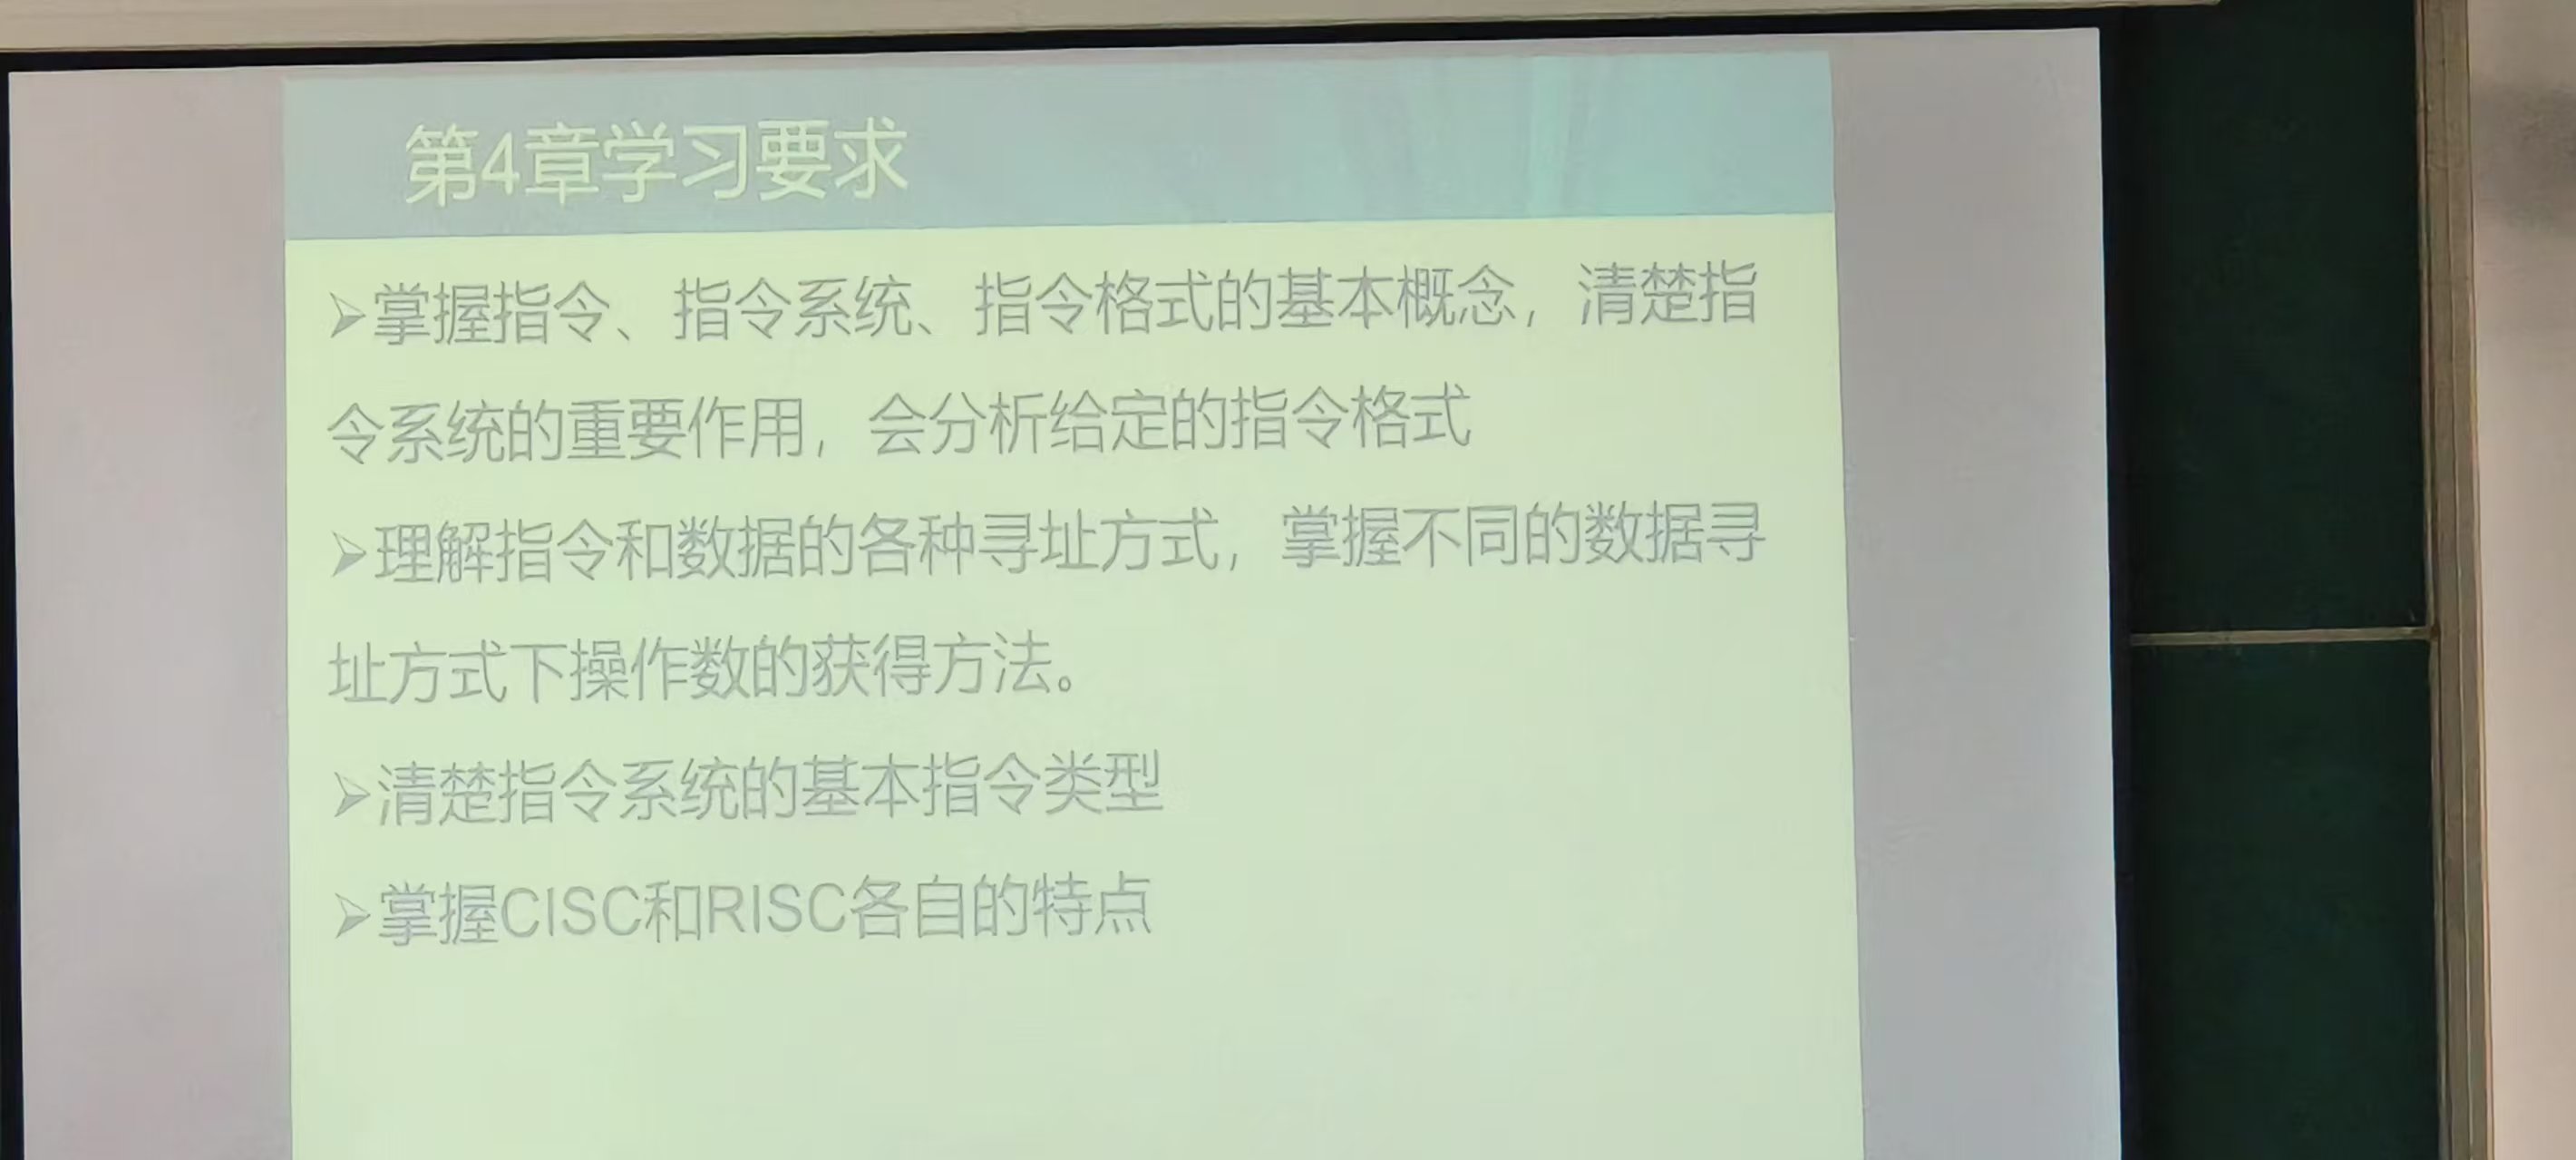 第4章学习要求
➢掌握指令、指令系统、指令格式的基本概念，清楚指
令系统的重要作用，会分析给定的指令格式
➢理解指令和数据的各种寻址方式，掌握不同的数据寻
址方式下操作数的获得方法。
➢清楚指令系统的基本指令类型
➢掌握CISC和RISC各自的特点